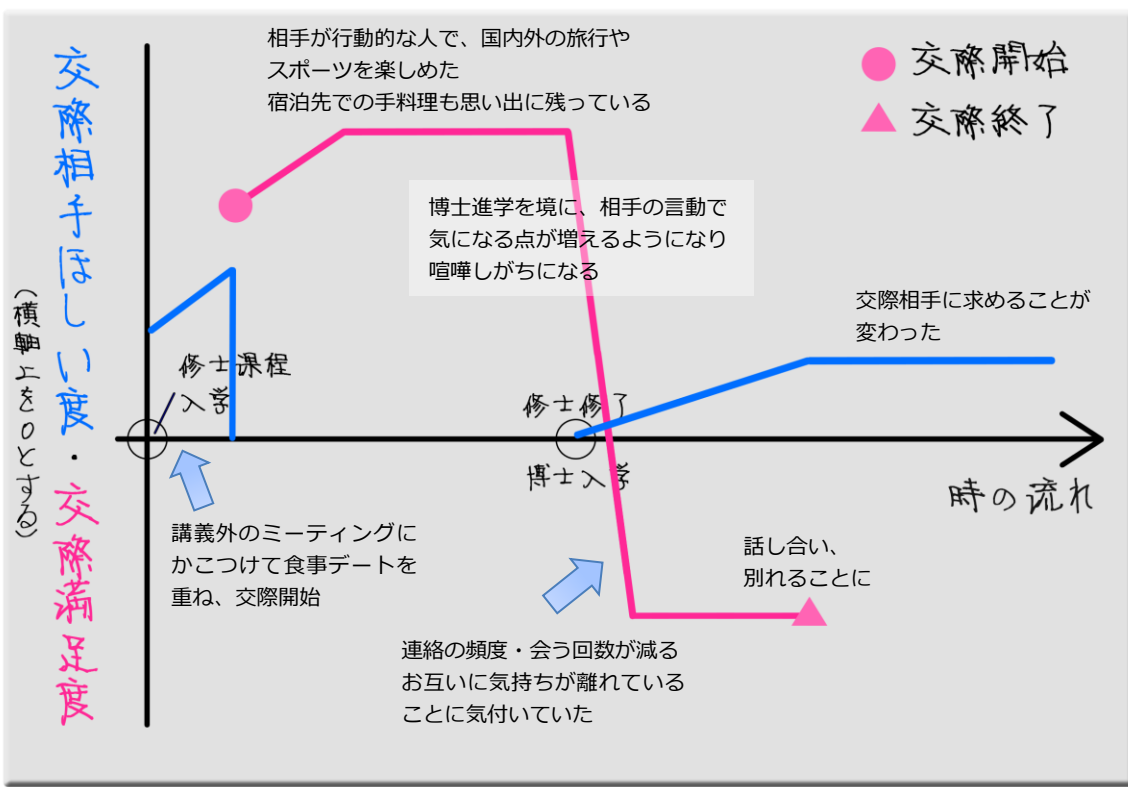 相手が行動的な人で、国内外の旅行や
スポーツを楽しめた
宿泊先での手料理も思い出に残っている
交際開始
交際終了
交際相手ほしい度・交際満足度
(横軸上を0とする)
博士進学を境に、相手の言動で
気になる点が増えるようになり
喧嘩しがちになる
交際相手に求めることが
変わった
修士課程
入学
修士修了
博士入学
時の流れ
講義外のミーティングに
かこつけて食事デートを
重ね、交際開始
話し合い、
別れることに
連絡の頻度・会う回数が減る
お互いに気持ちが離れている
ことに気付いていた